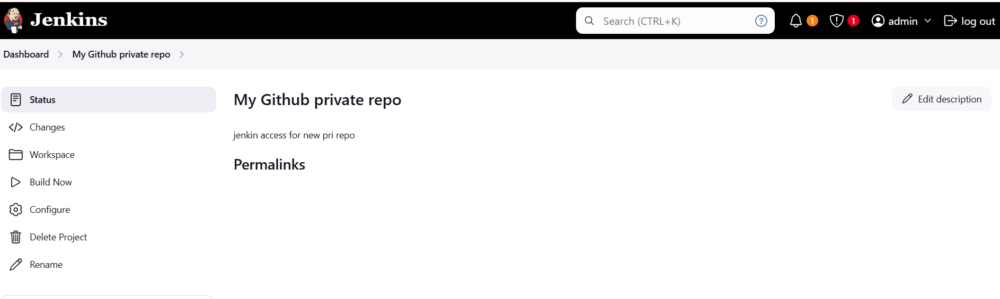 Jenkins
Search (CTRL+K)
?
1
1
admin
log out
Dashboard
My Github private repo
Status
Changes
Workspace
Build Now
Configure
Delete Project
Rename
My Github private repo
Edit description
jenkin access for new pri repo
Permalinks